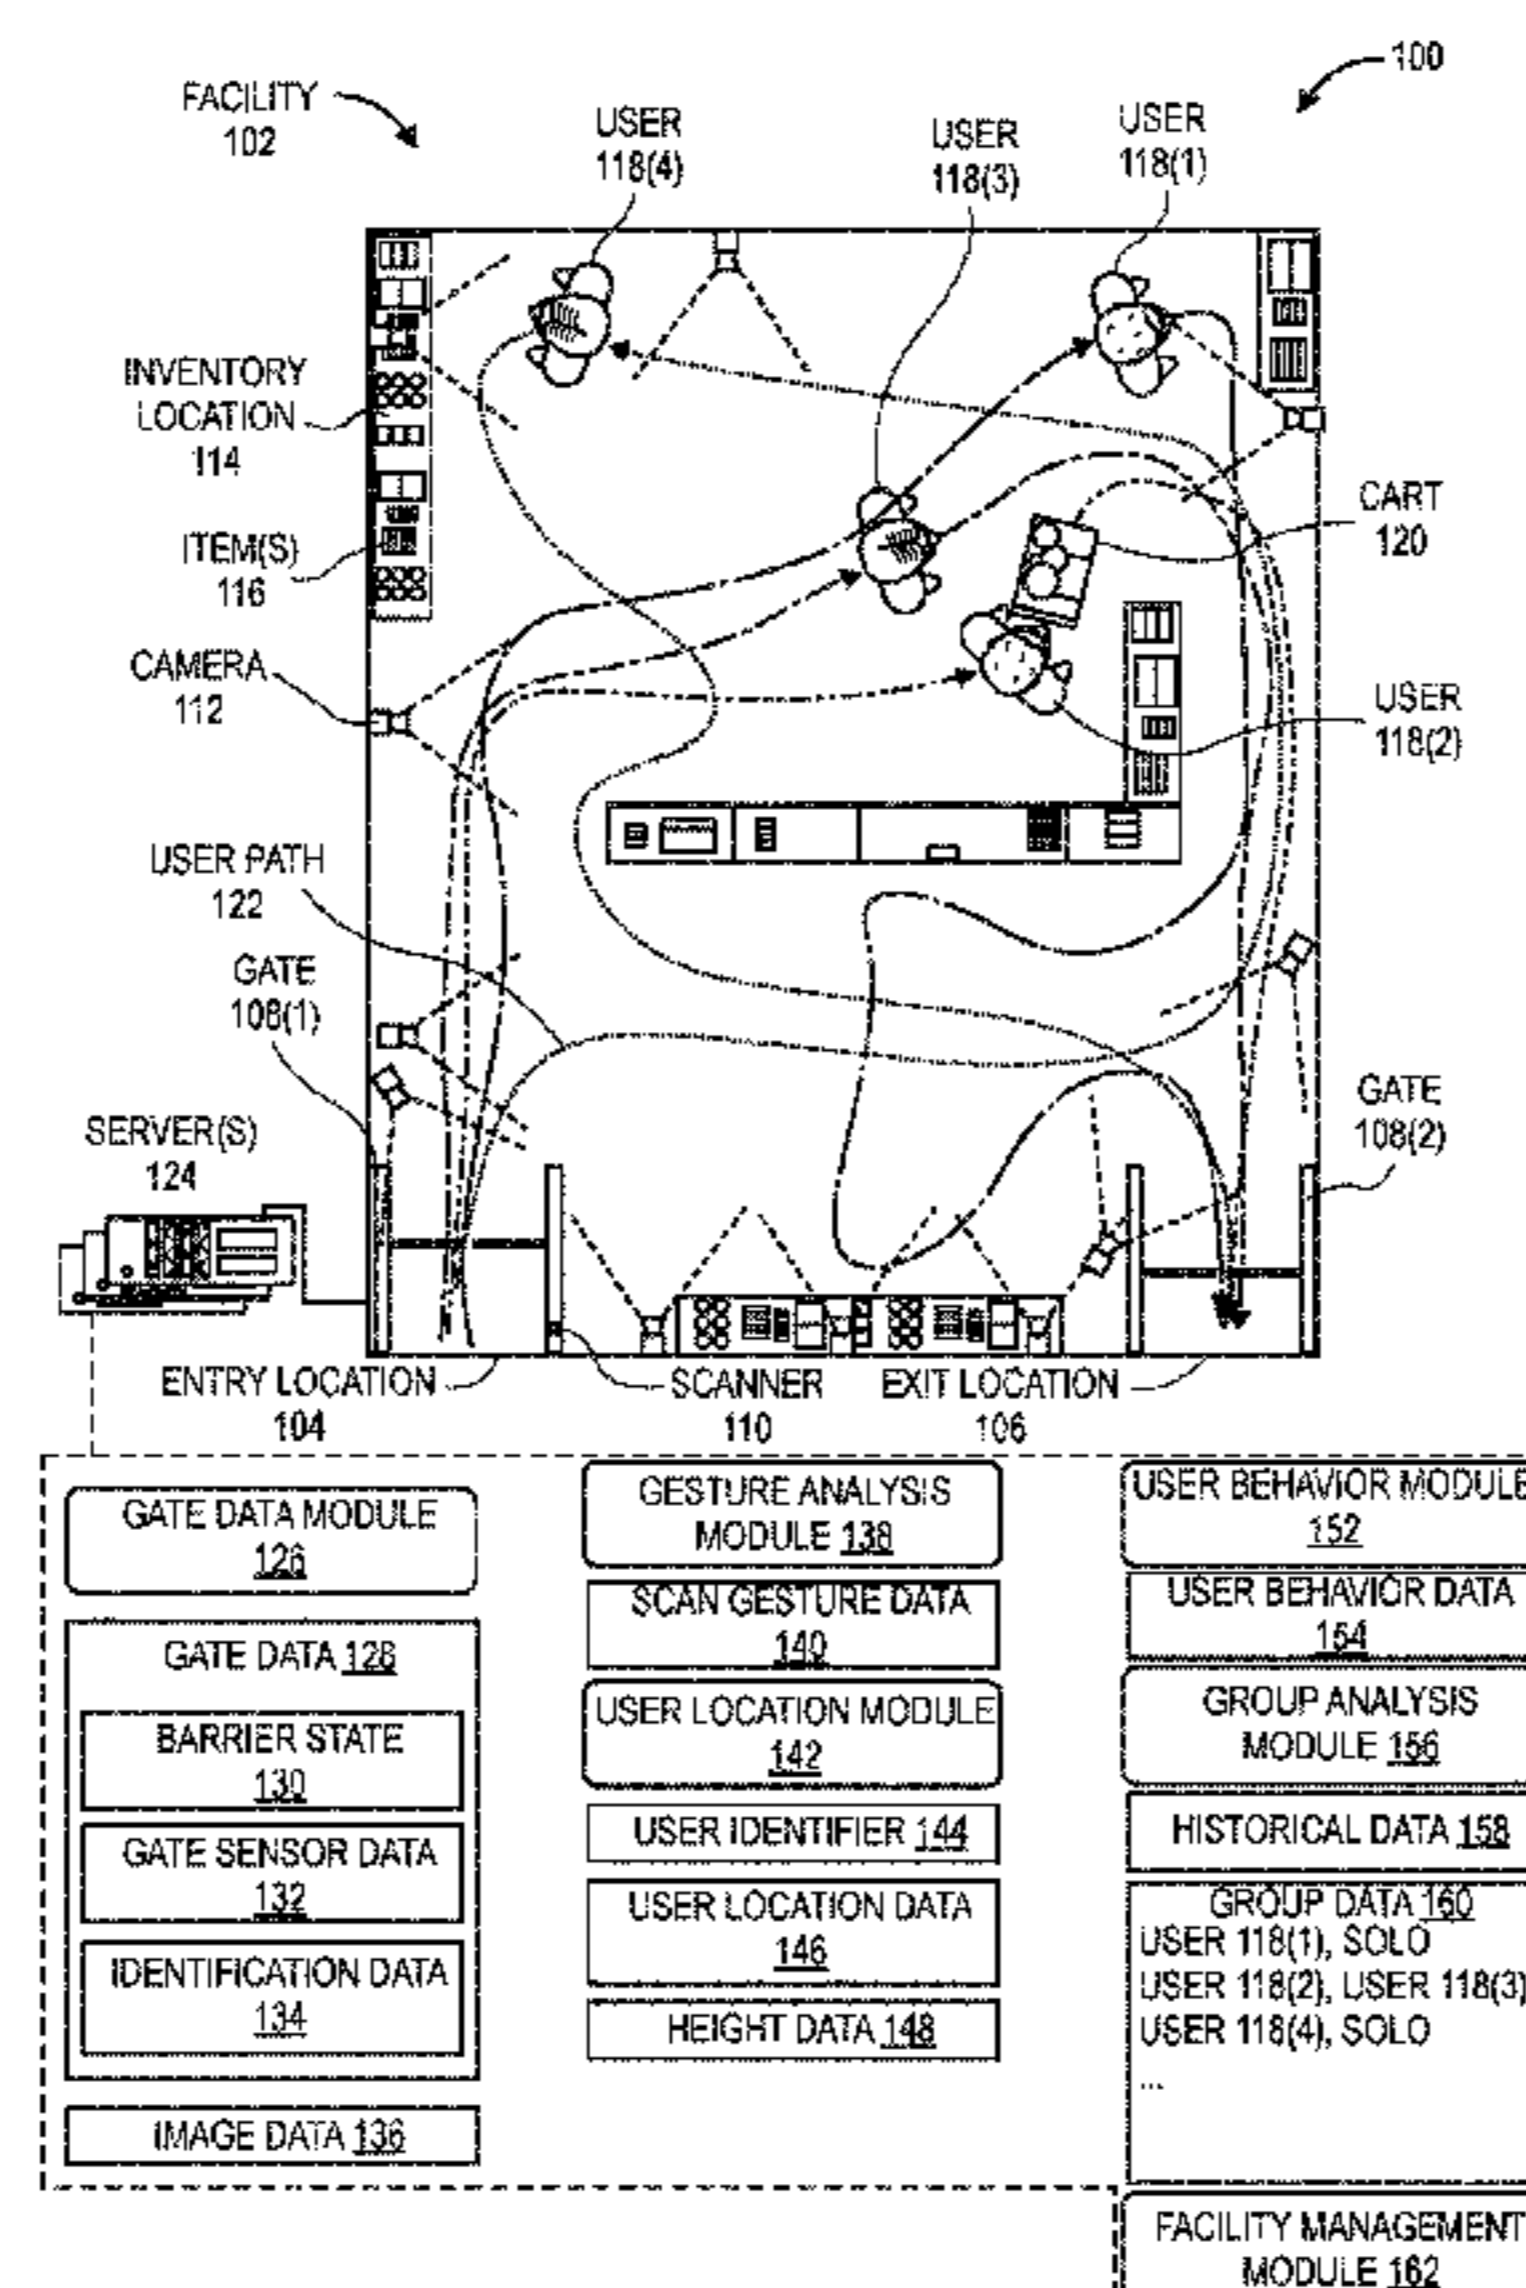 100
FACILITY
102
USER
118(4)
USER
118(3)
USER
118(1)
INVENTORY
LOCATION
114
ITEM(S)
116
CART
120
CAMERA
112
USER
118(2)
USER PATH
122
GATE
108(1)
SERVER(S)
124
GATE
108(2)
ENTRY LOCATION
104
SCANNER
110
EXIT LOCATION
106
GATE DATA MODULE
126
GATE DATA 128
BARRIER STATE
130
GATE SENSOR DATA
132
IDENTIFICATION DATA
134
IMAGE DATA 136
GESTURE ANALYSIS
MODULE 138
SCAN GESTURE DATA
140
USER LOCATION MODULE
142
USER IDENTIFIER 144
USER LOCATION DATA
146
HEIGHT DATA 148
USER BEHAVIOR MODULE
152
USER BEHAVIOR DATA
154
GROUP ANALYSIS
MODULE 156
HISTORICAL DATA 158
GROUP DATA 160
USER 118(1), SOLO
USER 118(2), USER 118(3)
USER 118(4), SOLO
...
FACILITY MANAGEMENT
MODULE 162